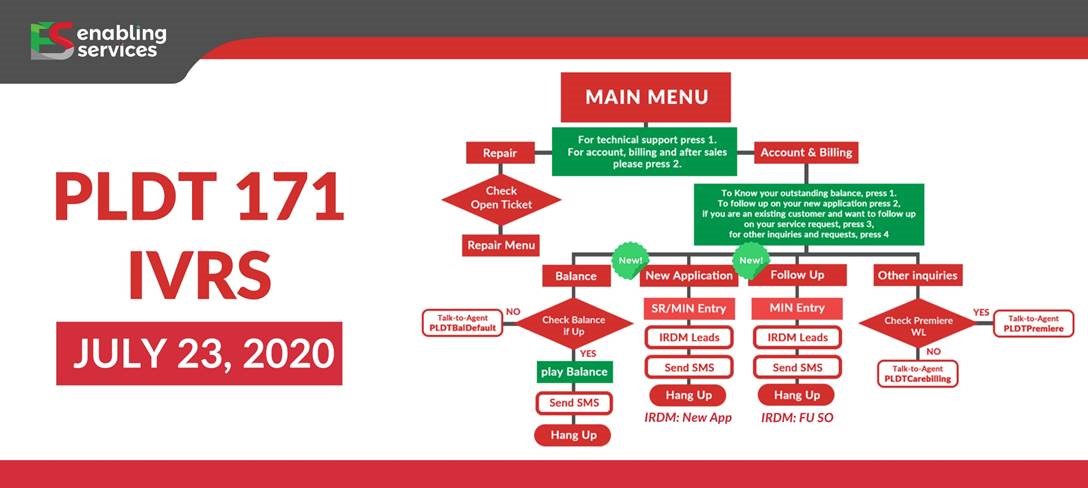 enabling
services
PLDT 171
IVRS
JULY 23, 2020
MAIN MENU
For technical support press 1.
For account, billing and after sales
please press 2.
Repair
Account & Billing
Check
Open Ticket
Repair Menu
To Know your outstanding balance, press 1.
To follow up on your new application press 2,
if you are an existing customer and want to follow up
on your service request, press 3,
for other inquiries and requests, press 4
New!
New!
Balance
New Application
Follow Up
Other inquiries
Check Balance
if Up
NO
Talk-to-Agent
PLDTBalDefault
YES
play Balance
Send SMS
Hang Up
SR/MIN Entry
IRDM Leads
Send SMS
Hang Up
IRDM: New App
MIN Entry
IRDM Leads
Send SMS
Hang Up
IRDM: FU SO
Check Premiere
WL
YES
Talk-to-Agent
PLDTPremiere
NO
Talk-to-Agent
PLDTCarebilling